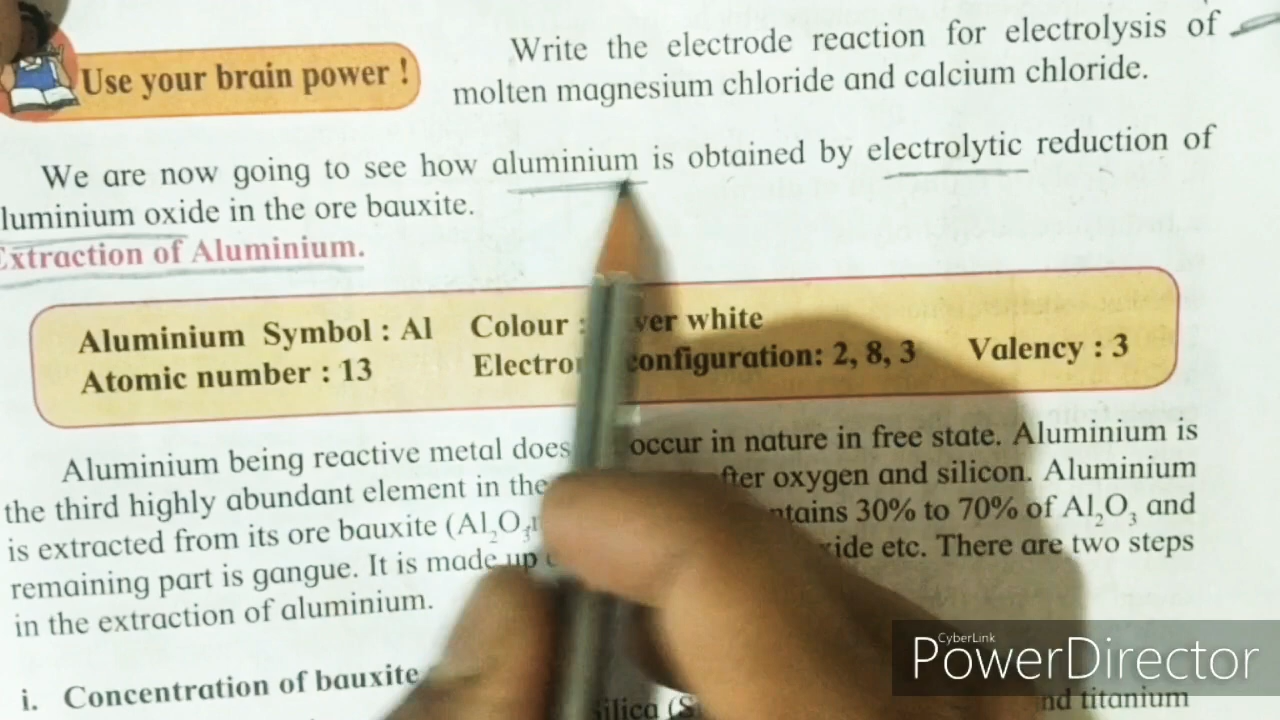 Use your brain power !
Write the electrode reaction for electrolysis of
molten magnesium chloride and calcium chloride.
We are now going to see how aluminium is obtained by electrolytic reduction of
luminium oxide in the ore bauxite.
Extraction of Aluminium.
Aluminium Symbol : Al Colour : ver white
Atomic number : 13 Electro configuration: 2, 8, 3 Valency : 3
Aluminium being reactive metal does occur in nature in free state. Aluminium is
the third highly abundant element in the fter oxygen and silicon. Aluminium
is extracted from its ore bauxite (Al₂O₃ ntains 30% to 70% of Al₂O₃ and
remaining part is gangue. It is made up ide etc. There are two steps
in the extraction of aluminium.
i. Concentration of bauxite
silica (S nd titanium
CyberLink
PowerDirector